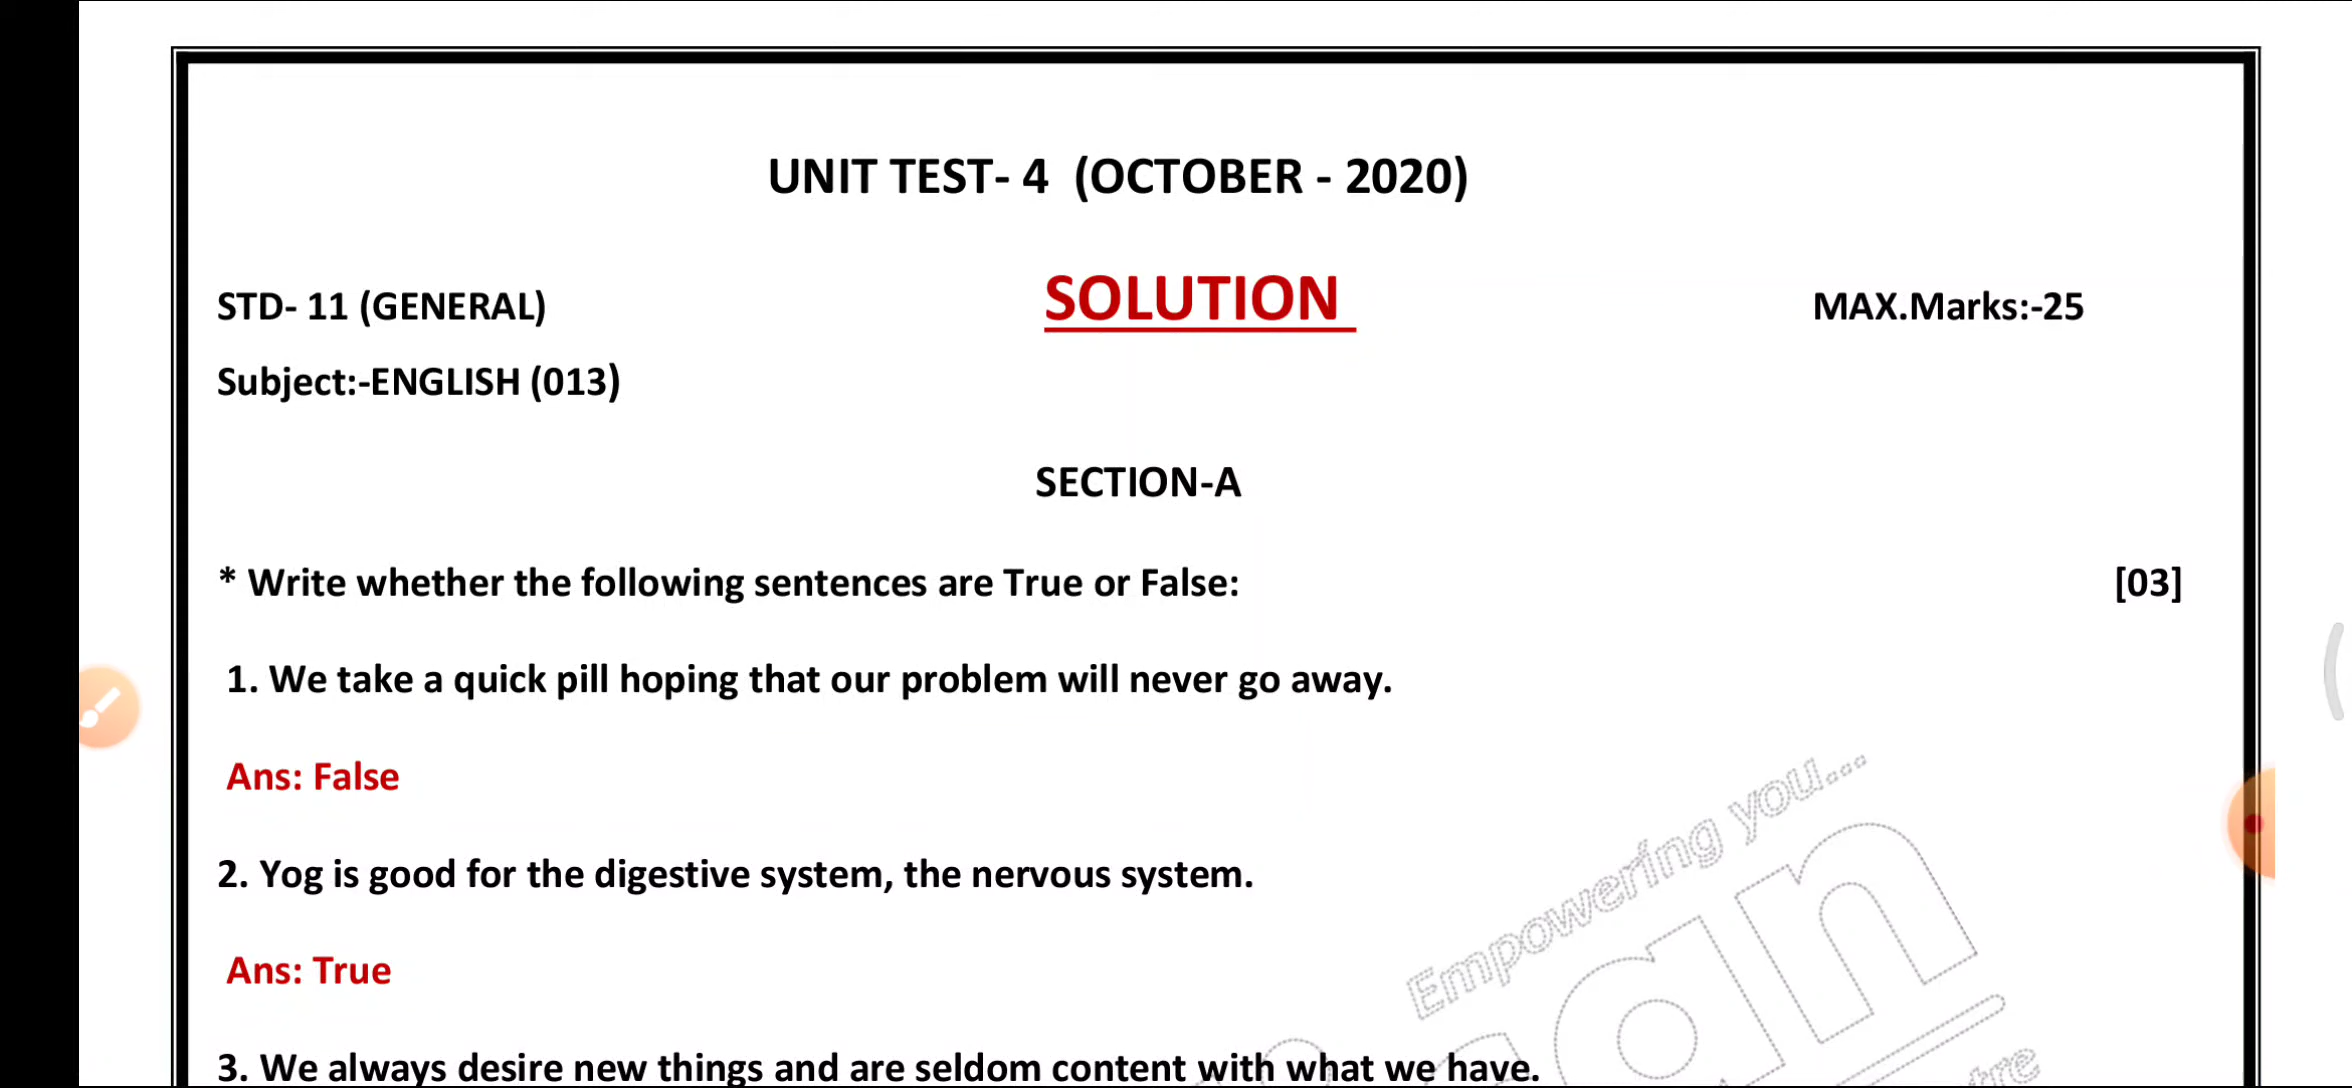 UNIT TEST- 4 (OCTOBER - 2020)
STD- 11 (GENERAL) SOLUTION MAX.Marks:-25
Subject:-ENGLISH (013)
SECTION-A
* Write whether the following sentences are True or False: [03]
1. We take a quick pill hoping that our problem will never go away.
Ans: False
2. Yog is good for the digestive system, the nervous system.
Ans: True
3. We always desire new things and are seldom content with what we have.
Empowering you...